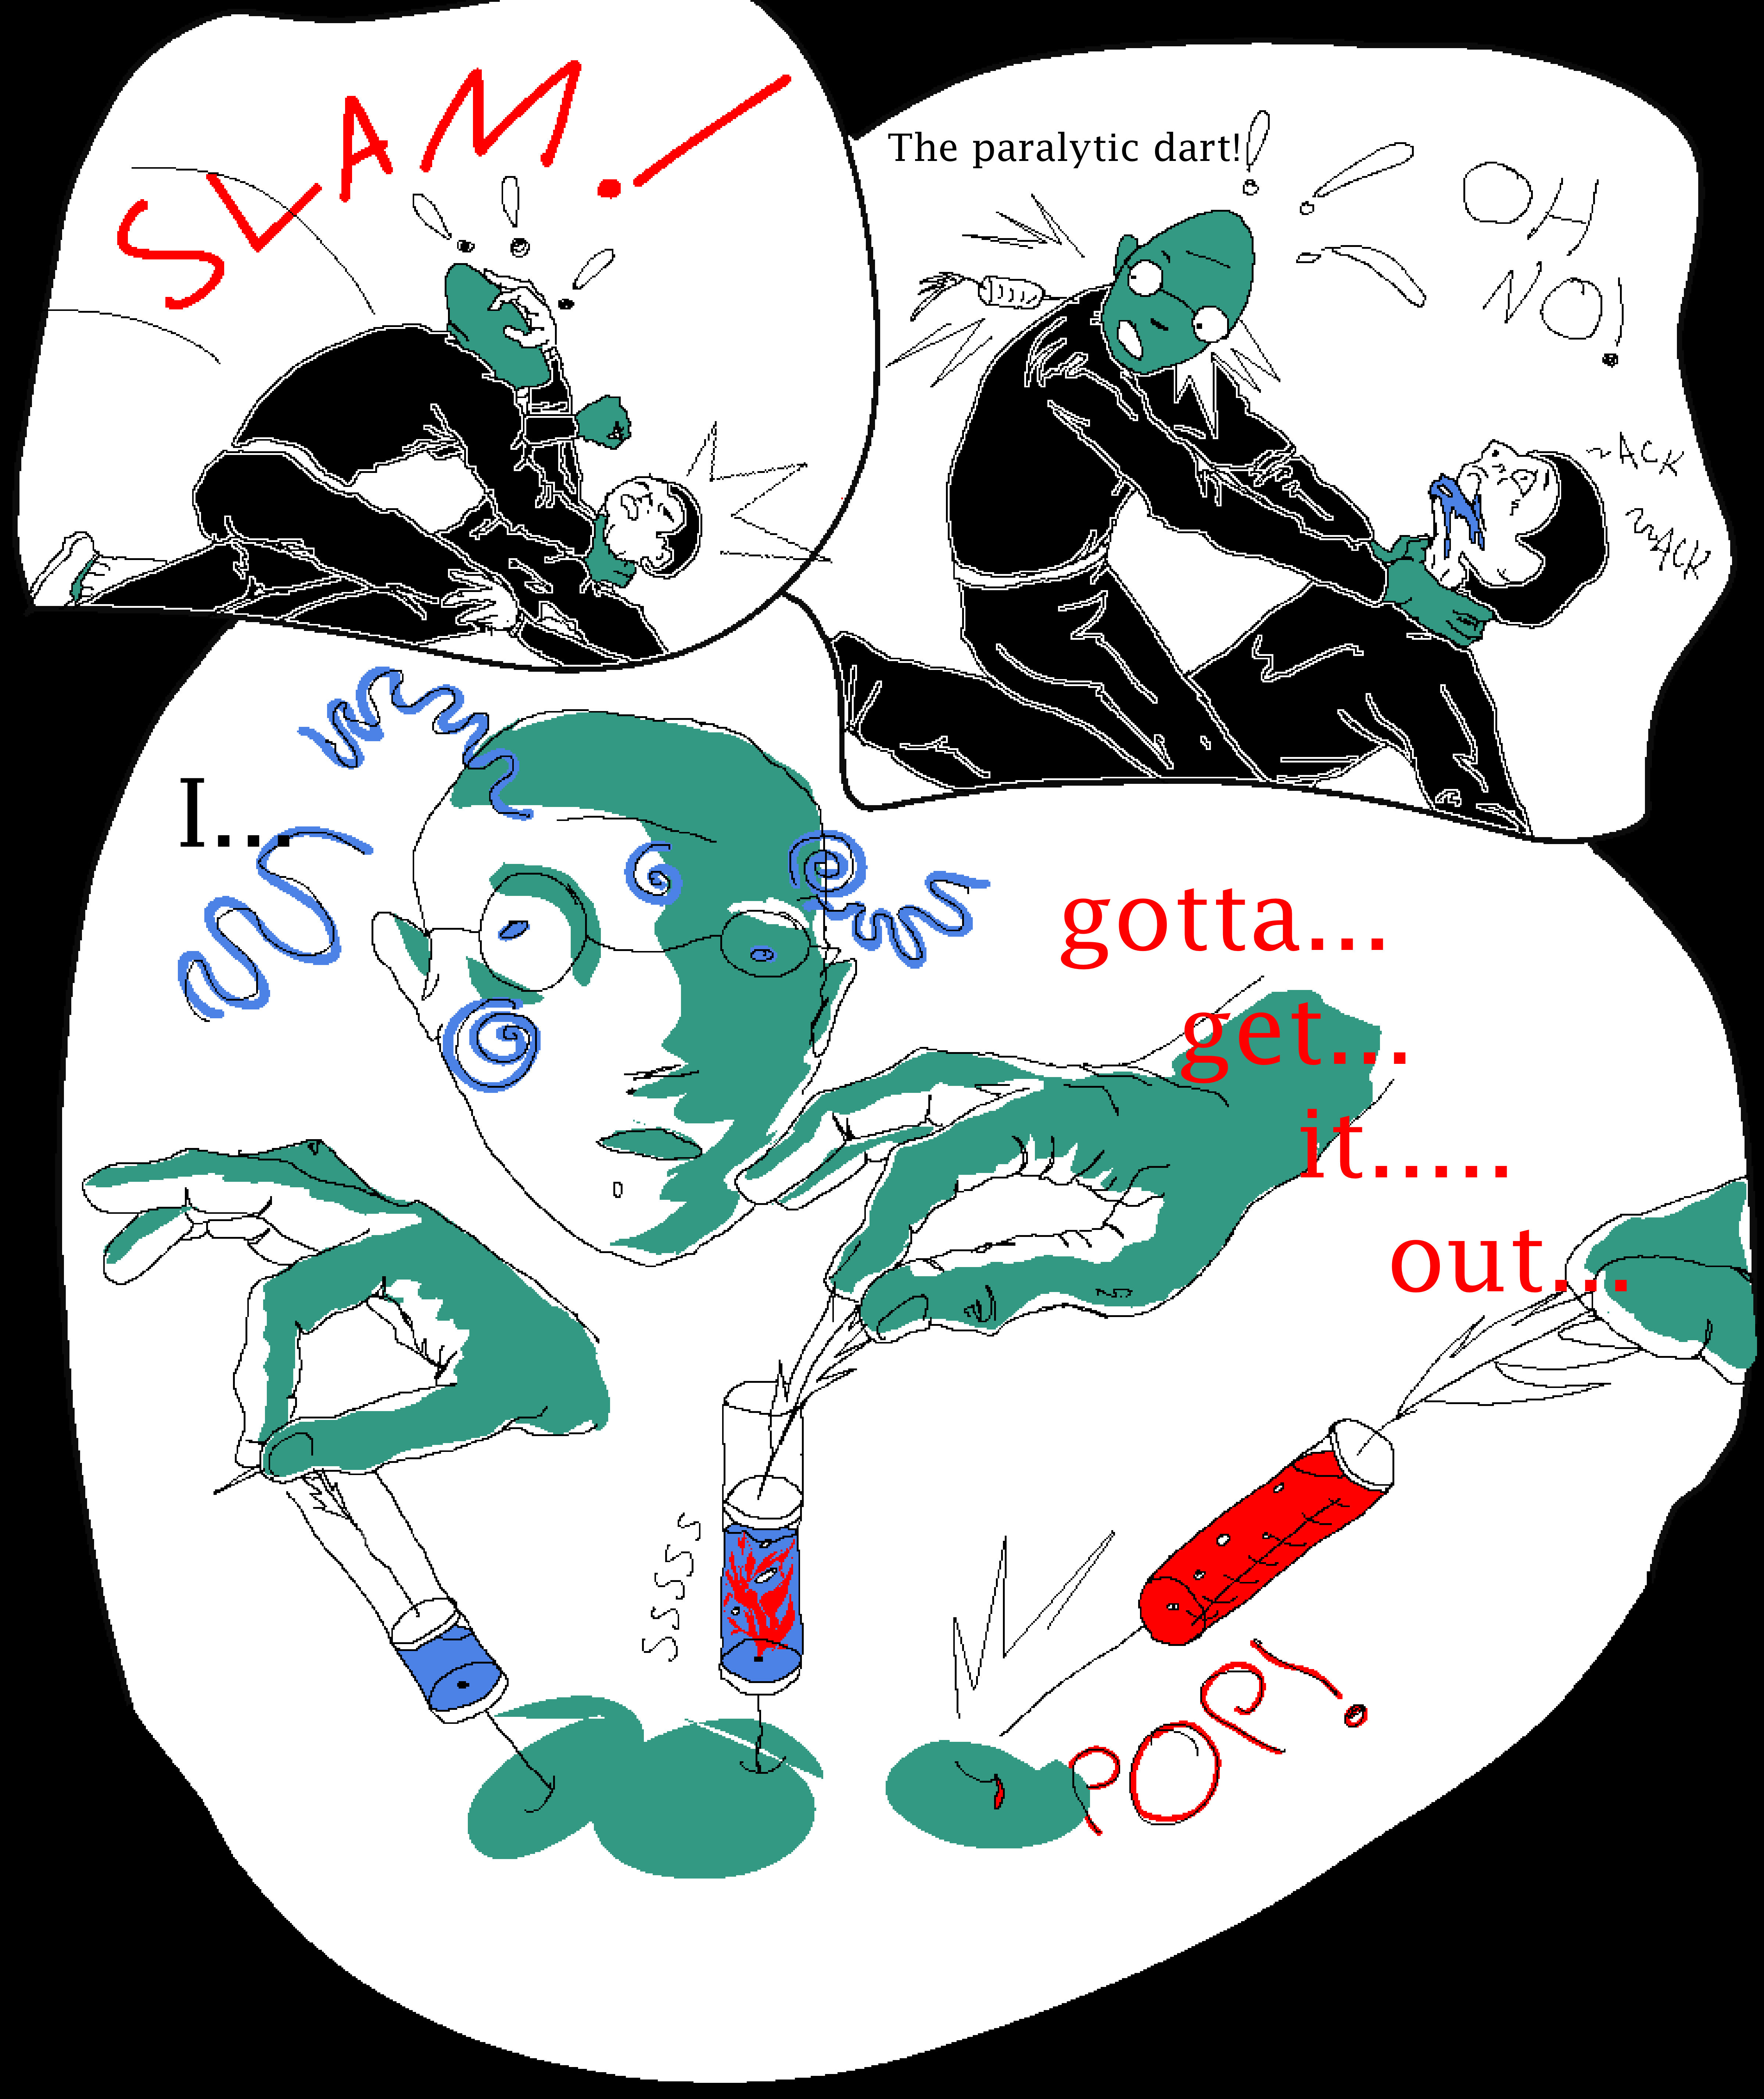 SLAM!
The paralytic dart!
OH
NO!
~ACK
~ACK
I...
gotta...
get...
it.....
out...
SSSSS
POP!